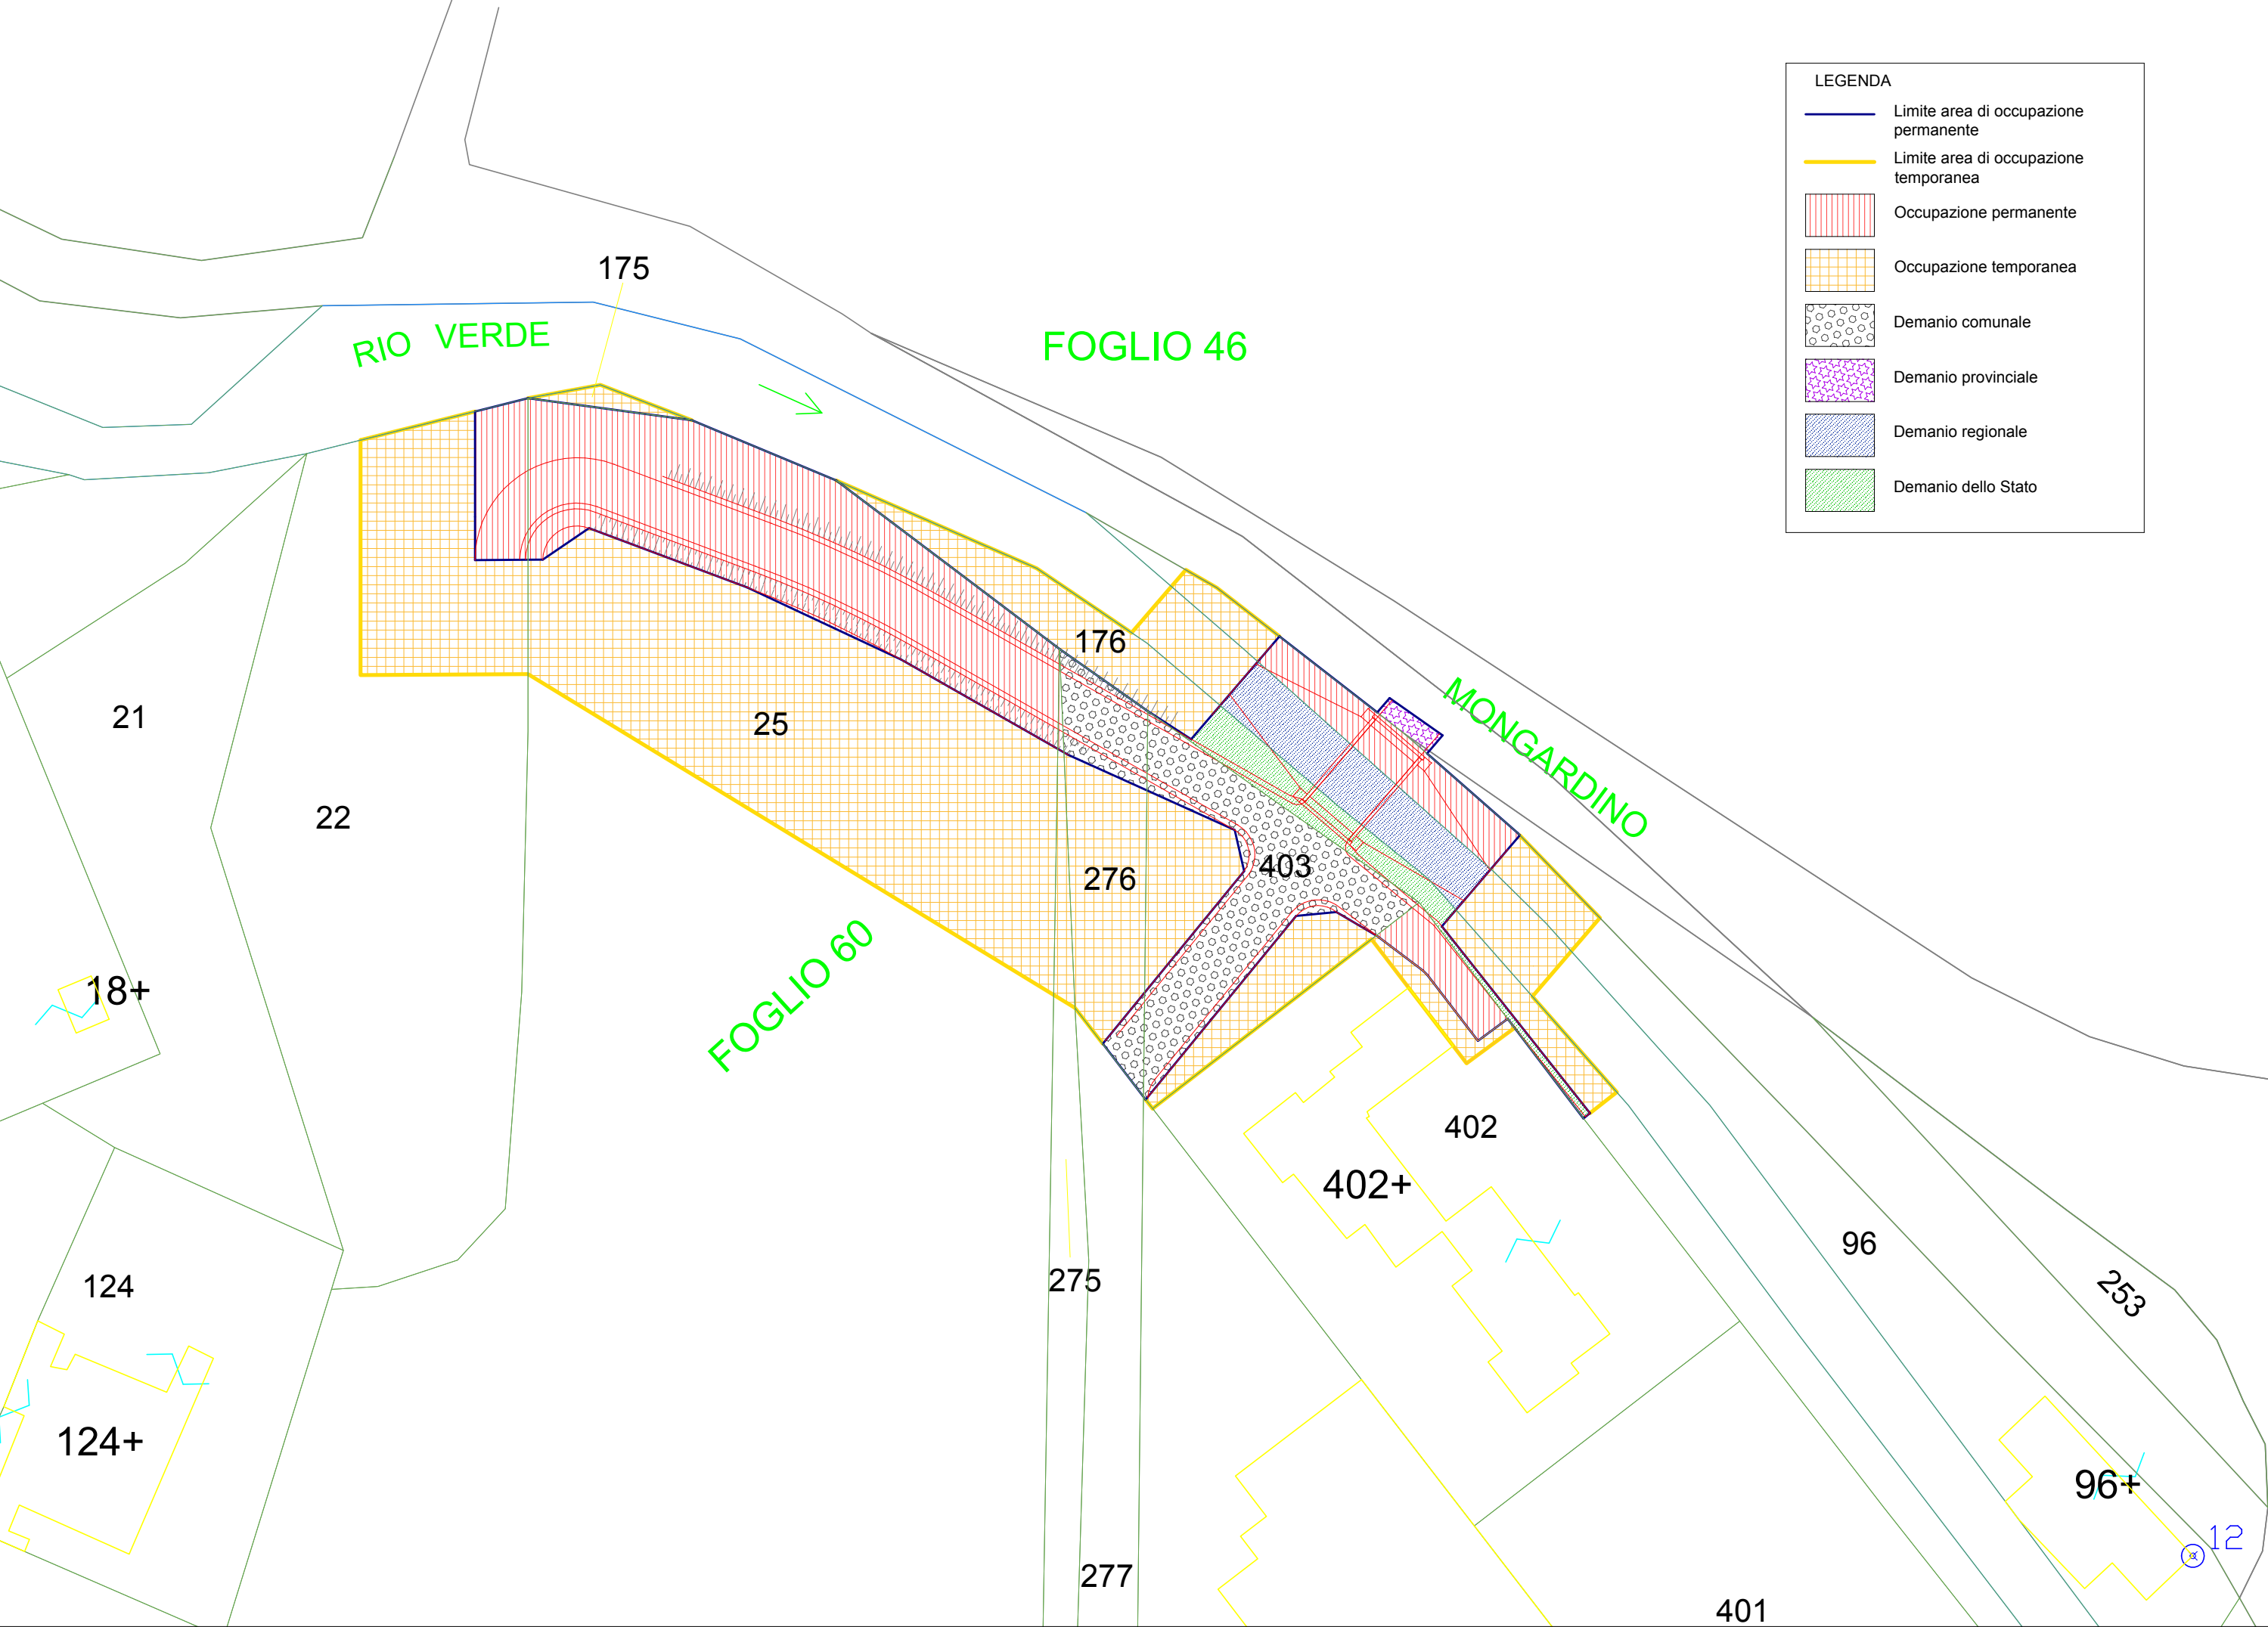 LEGENDA
Limite area di occupazione
permanente
Limite area di occupazione
temporanea
Occupazione permanente
Occupazione temporanea
Demanio comunale
Demanio provinciale
Demanio regionale
Demanio dello Stato
175
RIO VERDE
FOGLIO 46
176
MONGARDINO
21
25
22
403
276
18+
FOGLIO 60
402
402+
96
275
124
253
124+
96+
12
277
401